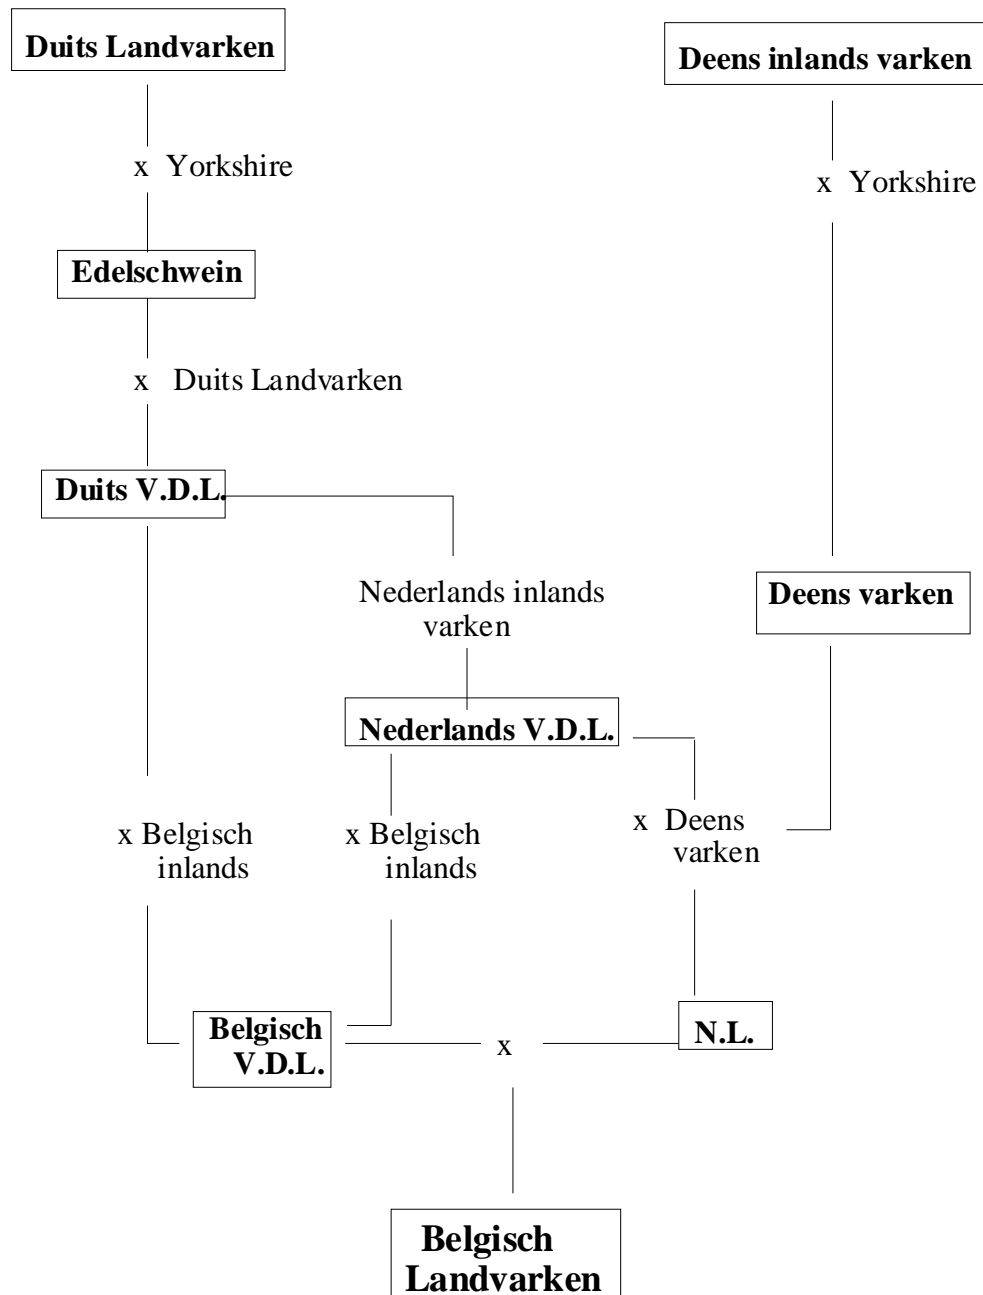 Duits Landvarken
Deens inlands varken
x Yorkshire
x Yorkshire
Edelschwein
x Duits Landvarken
Duits V.D.L.
Nederlands inlands
varken
Deens varken
Nederlands V.D.L.
x Belgisch
inlands
x Belgisch
inlands
x Deens
varken
Belgisch
V.D.L.
x
N.L.
Belgisch
Landvarken